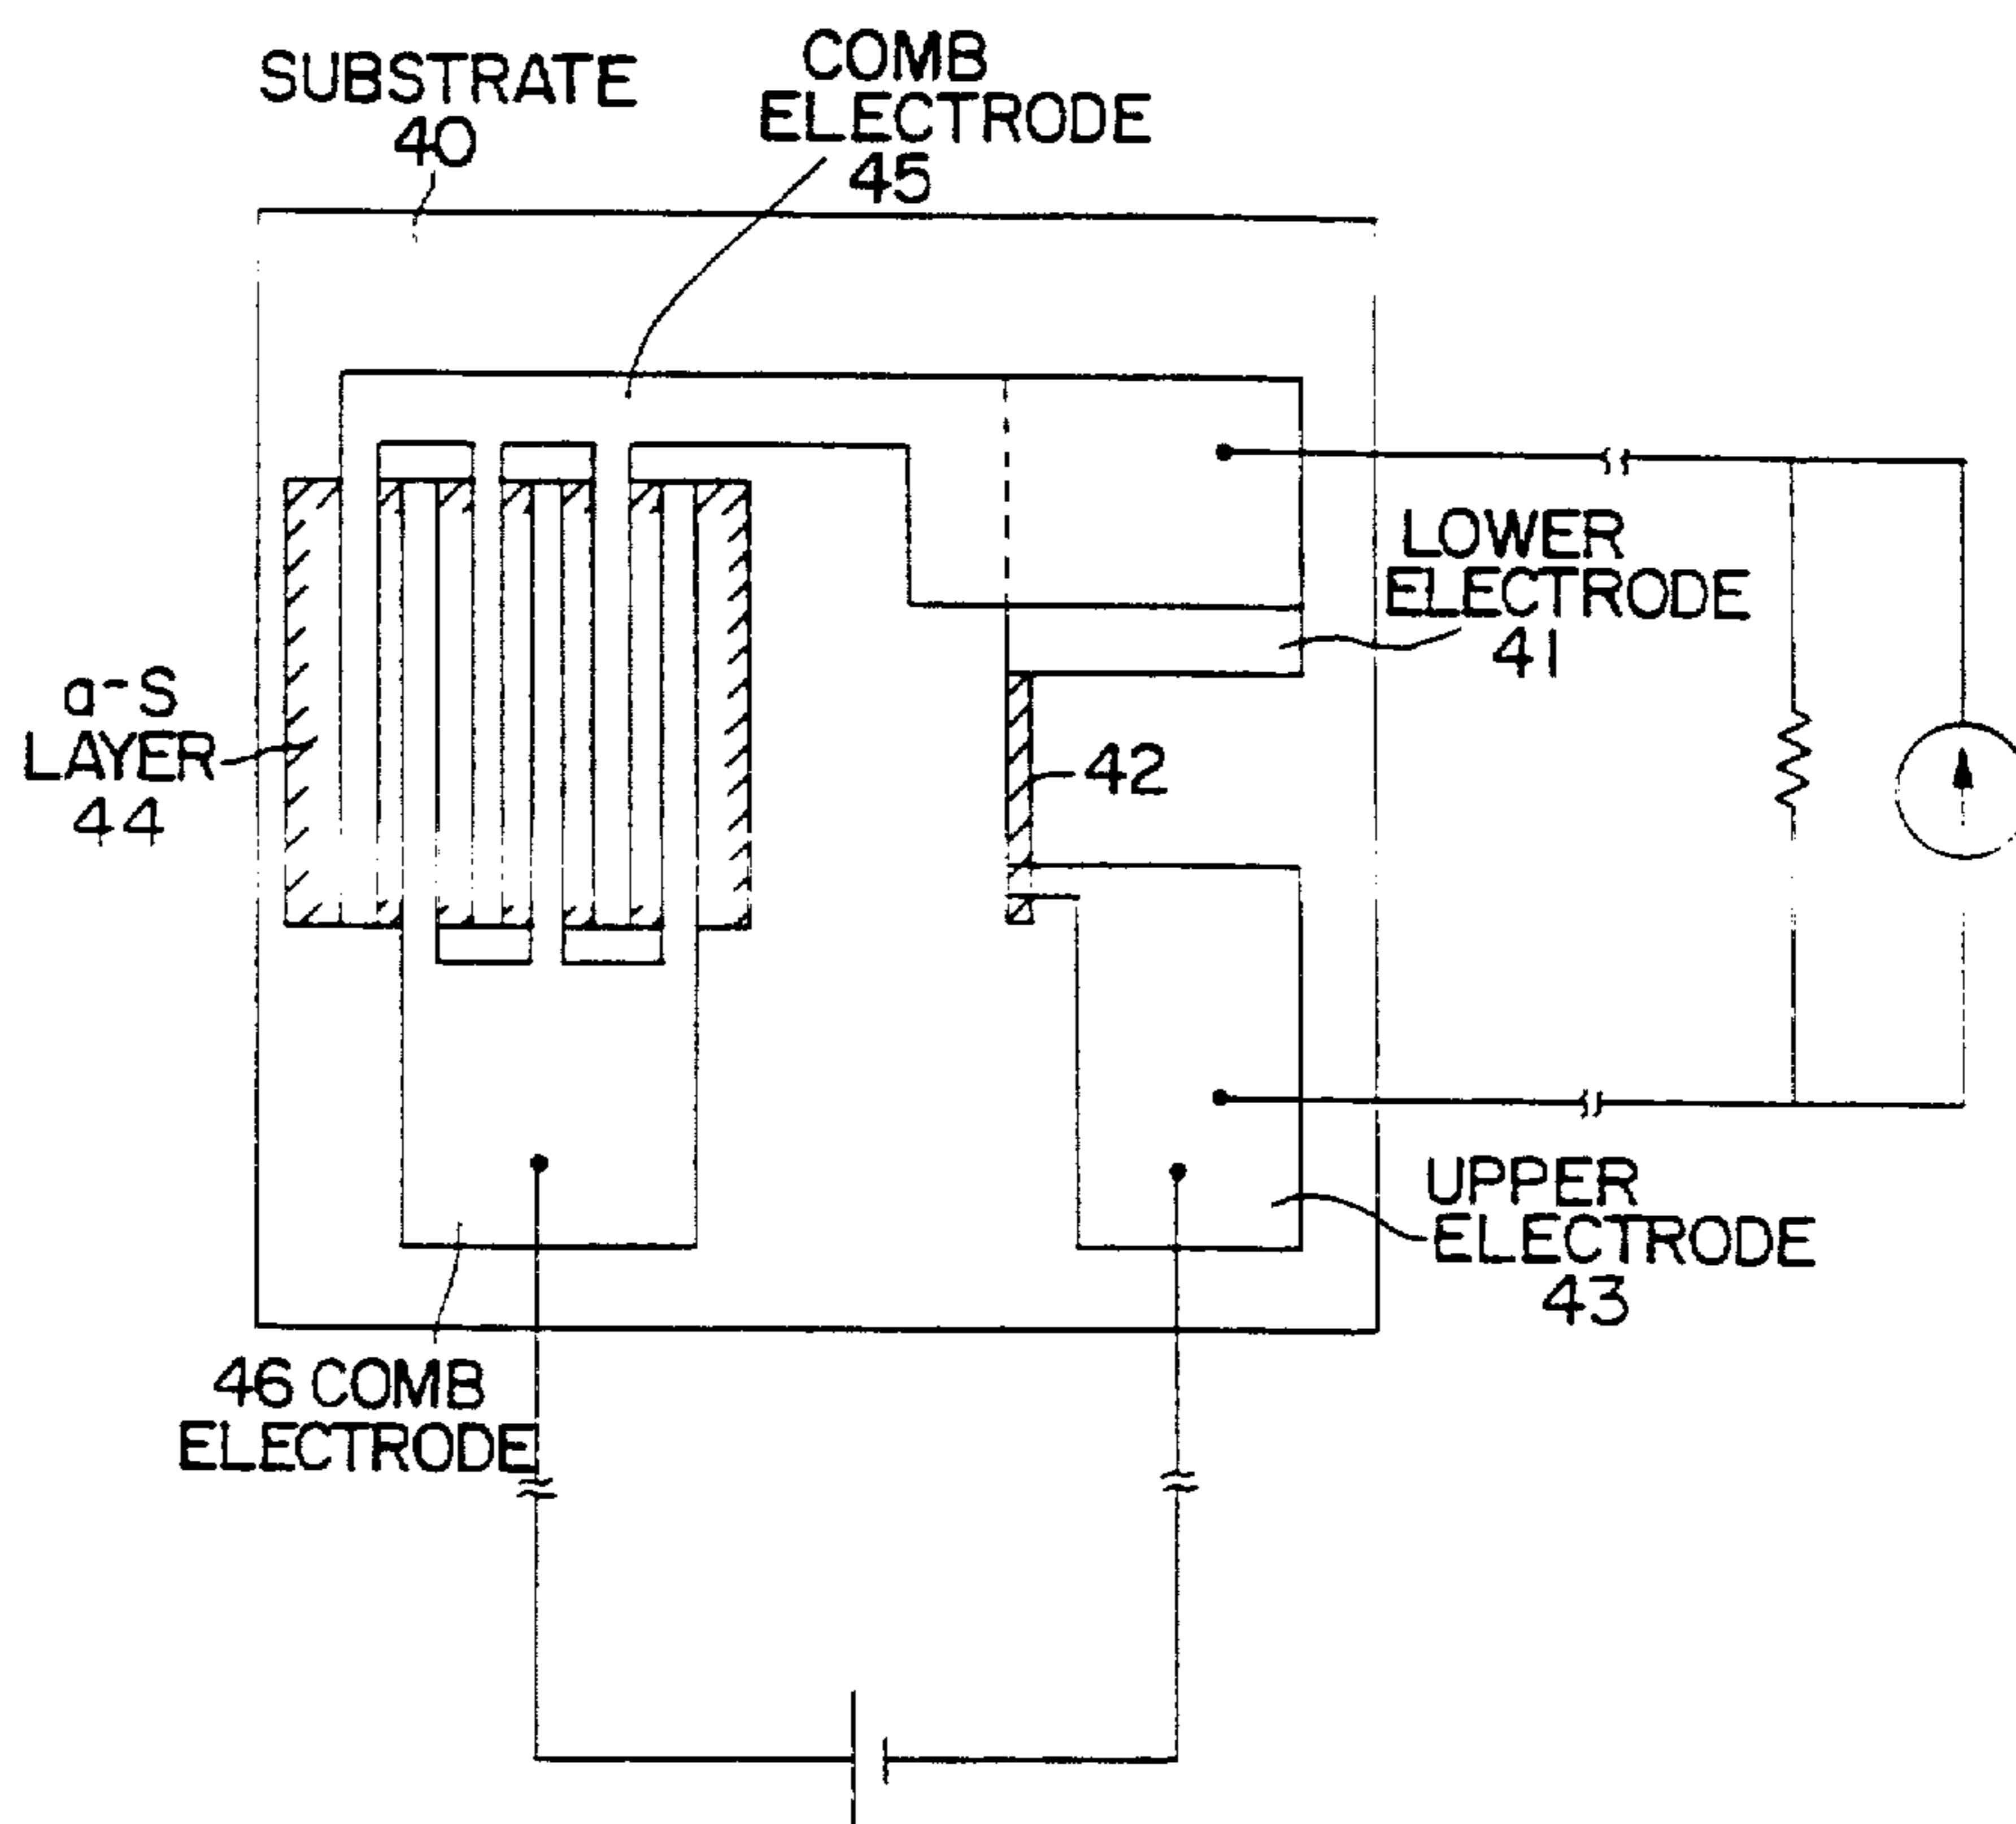 SUBSTRATE
40
COMB
ELECTRODE
45
LOWER
ELECTRODE
41
a-S
LAYER
44
42
UPPER
ELECTRODE
43
46 COMB
ELECTRODE